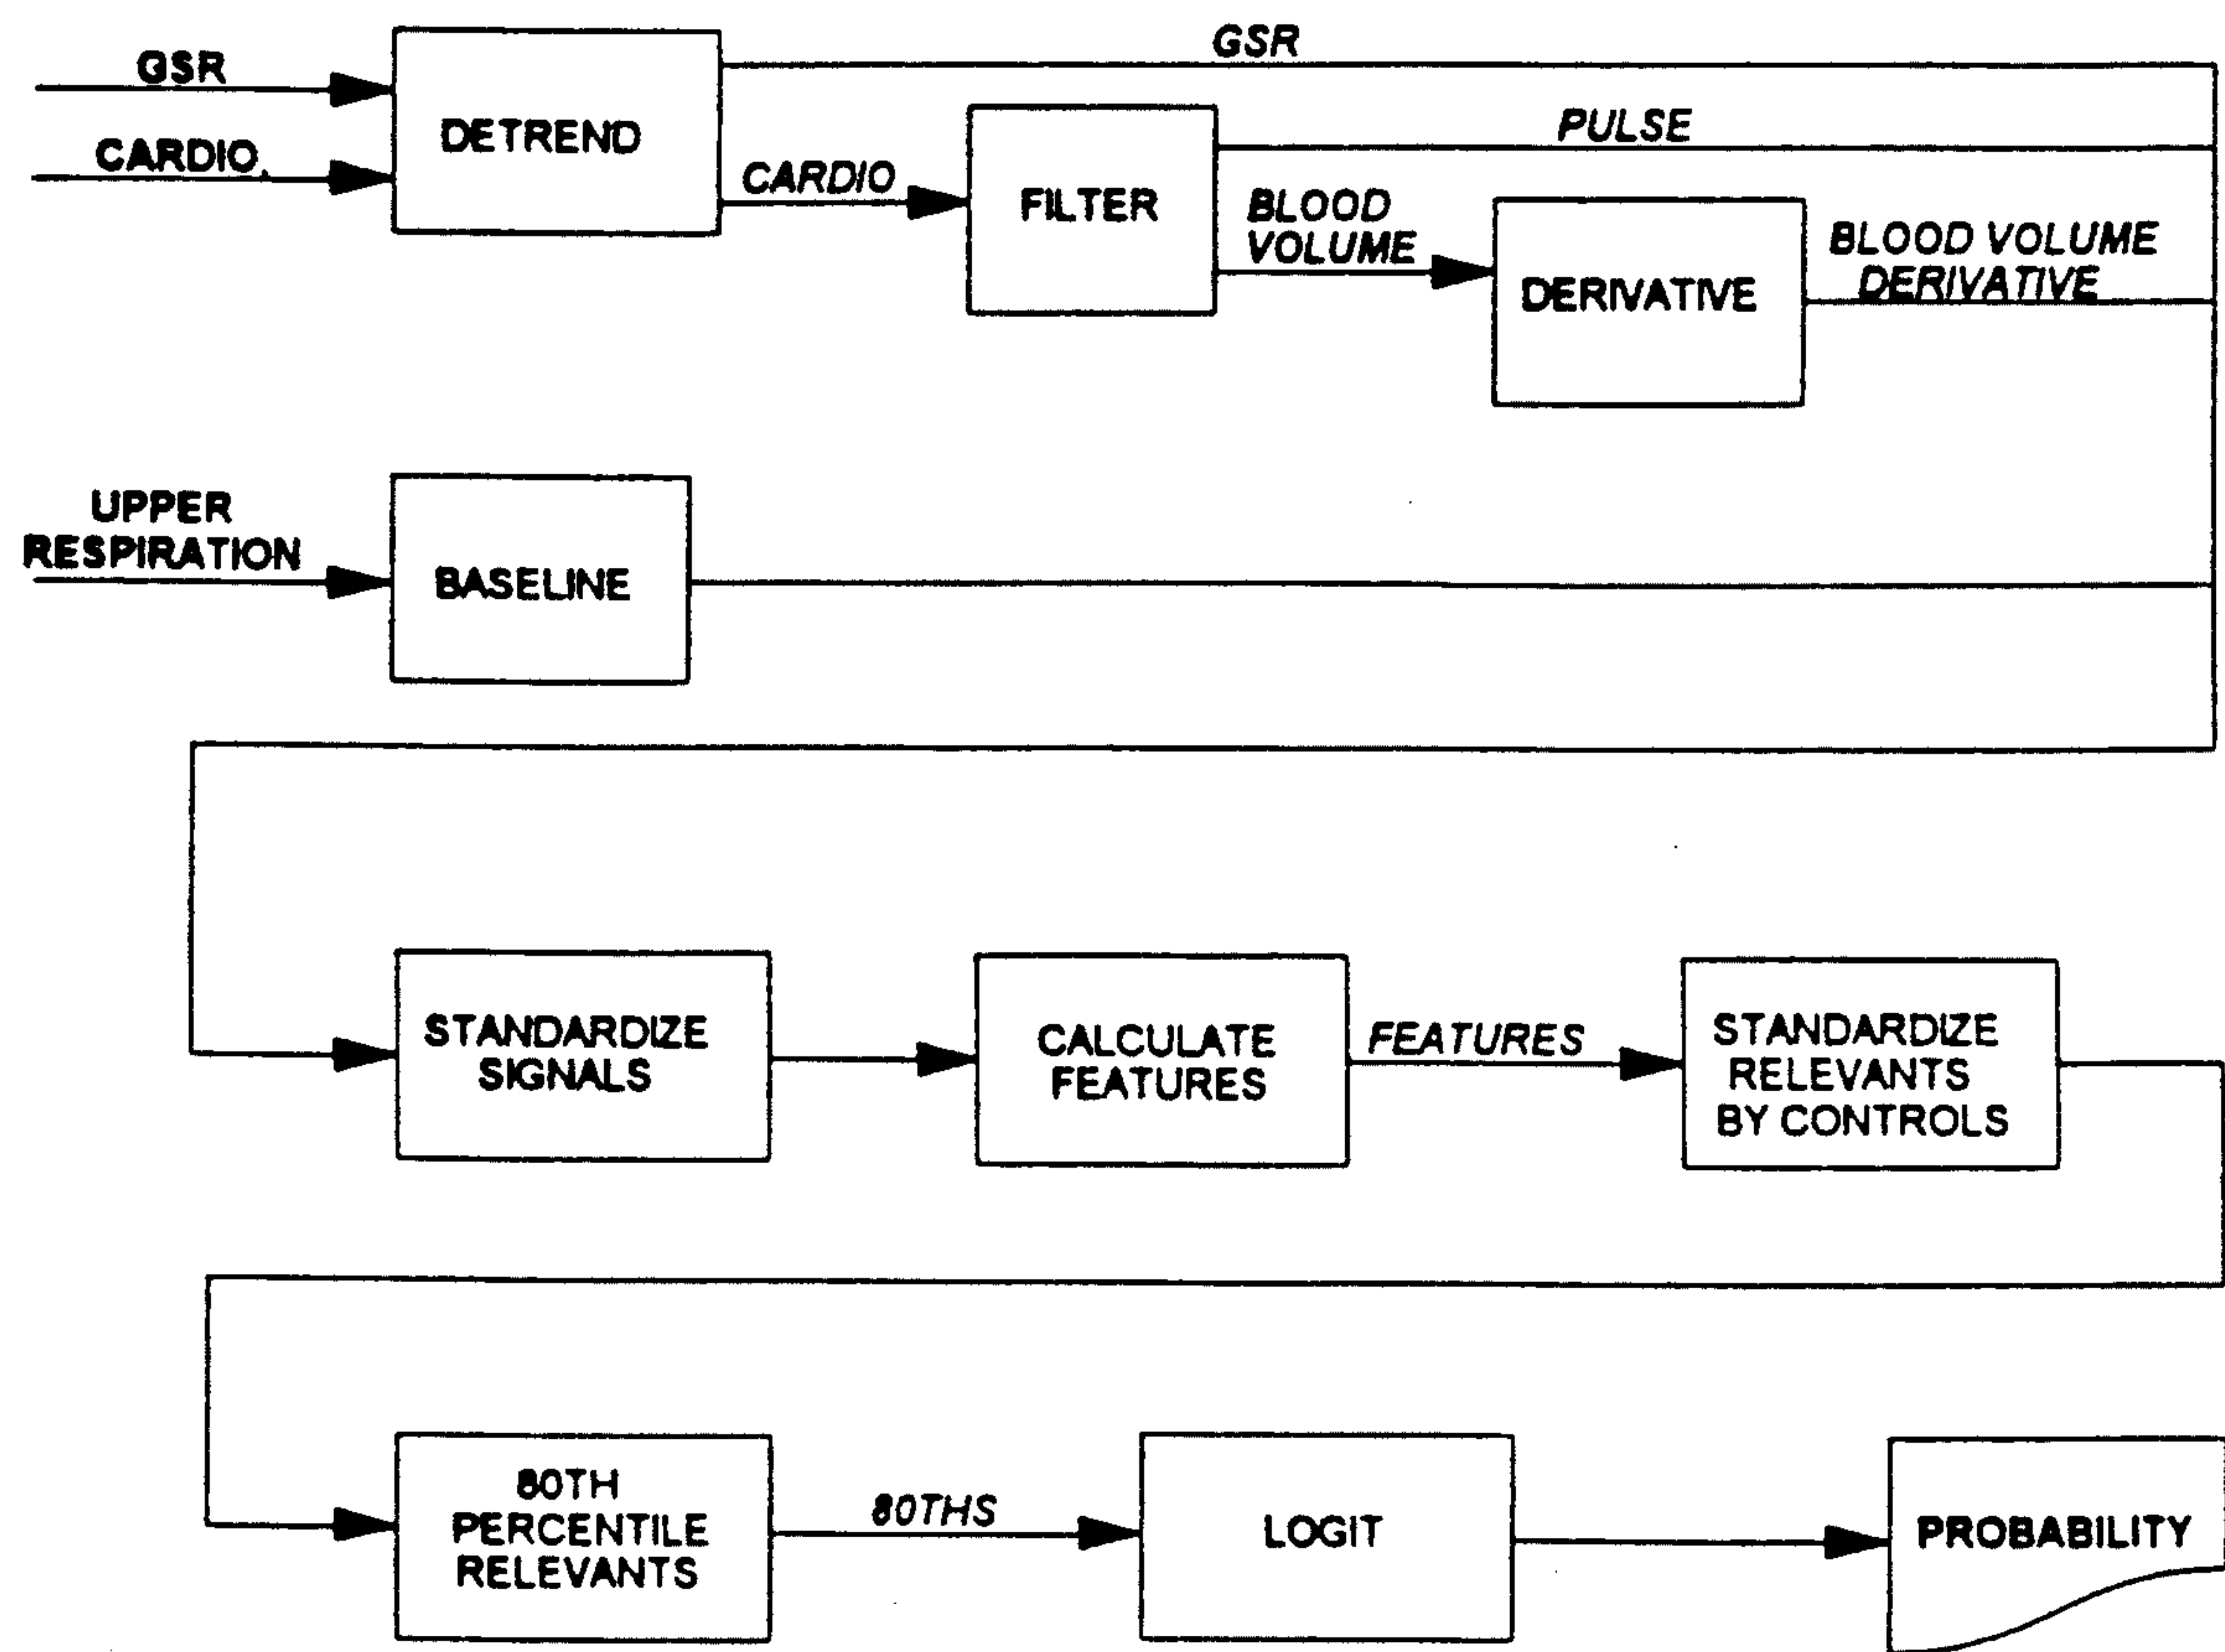 GSR
GSR
CARDIO.
DETREND
PULSE
CARDIO
FILTER
BLOOD
VOLUME
DERIVATIVE
BLOOD VOLUME
DERIVATIVE
UPPER
RESPIRATION
BASELINE
STANDARDIZE
SIGNALS
CALCULATE
FEATURES
FEATURES
STANDARDIZE
RELEVANTS
BY CONTROLS
80TH
PERCENTILE
RELEVANTS
80THS
LOGIT
PROBABILITY